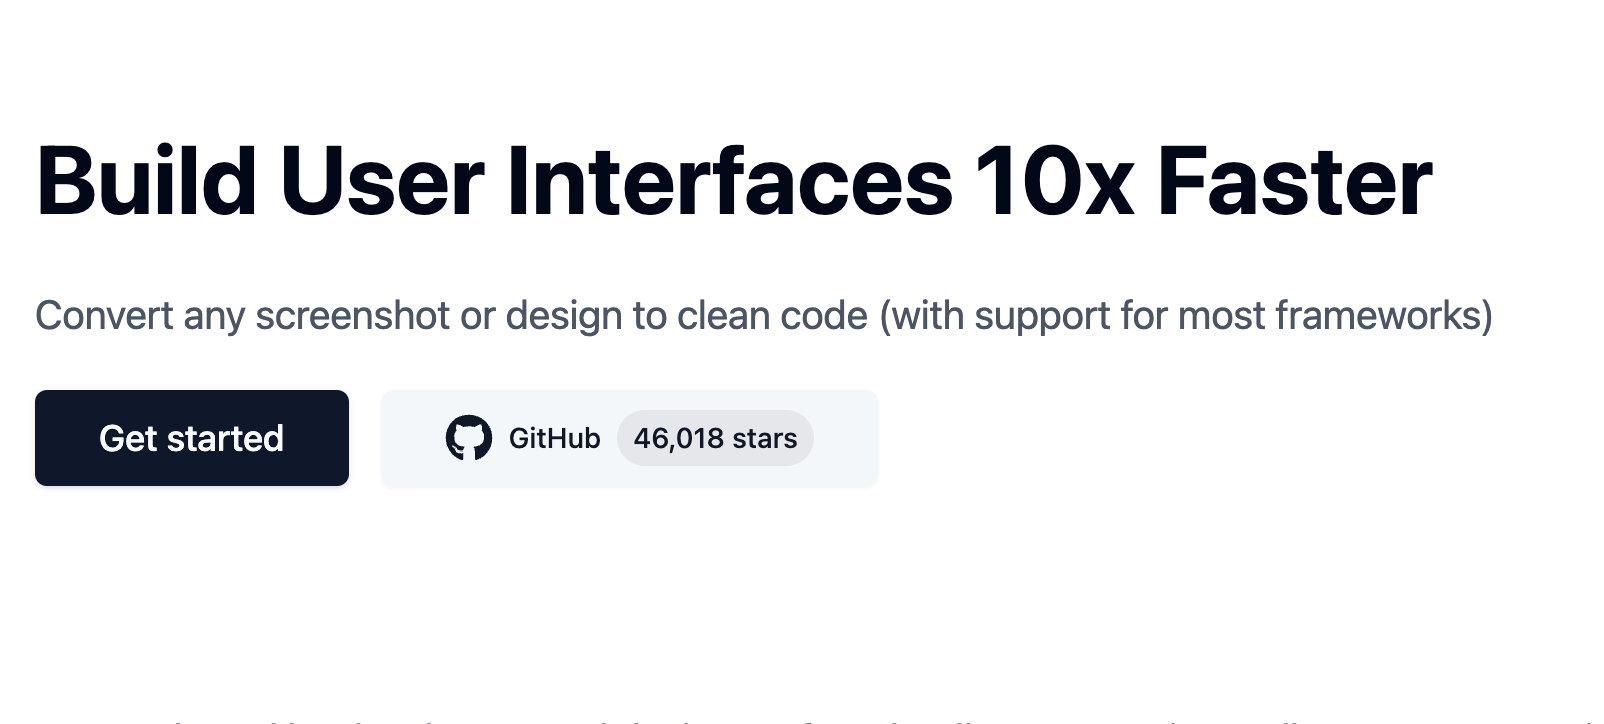 Build User Interfaces 10x Faster
Convert any screenshot or design to clean code (with support for most frameworks)
Get started
GitHub 46,018 stars